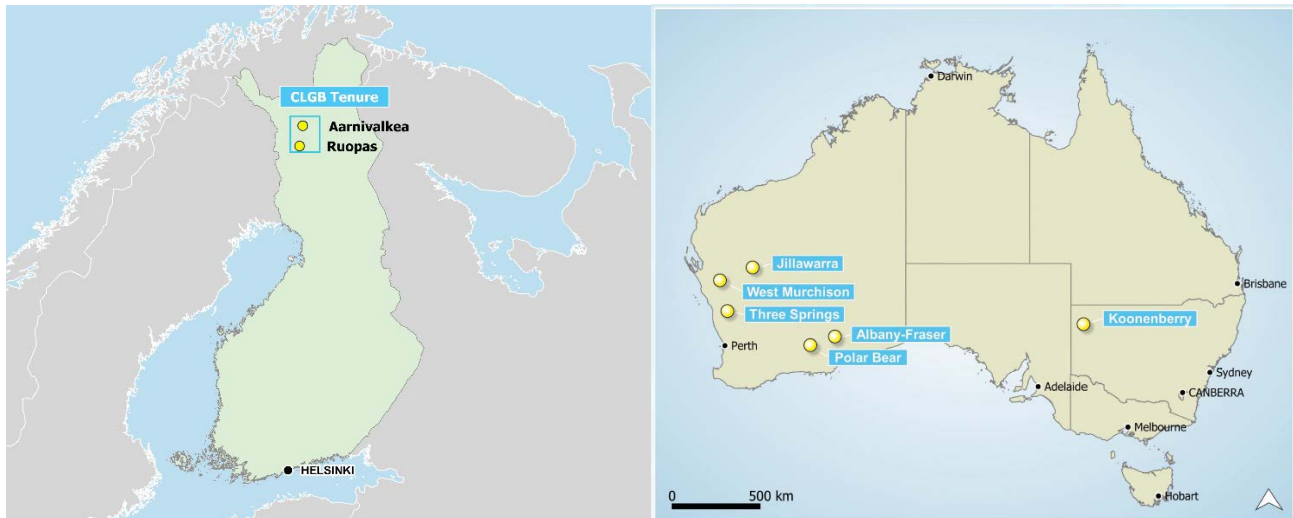 CLGB Tenure
Aarnivalkea
Ruopas
HELSINKI
Darwin
Jillawarra
West Murchison
Three Springs
Albany-Fraser
Polar Bear
Perth
Koonenberry
Brisbane
Sydney
CANBERRA
Adelaide
Melbourne
Hobart
0 500 km